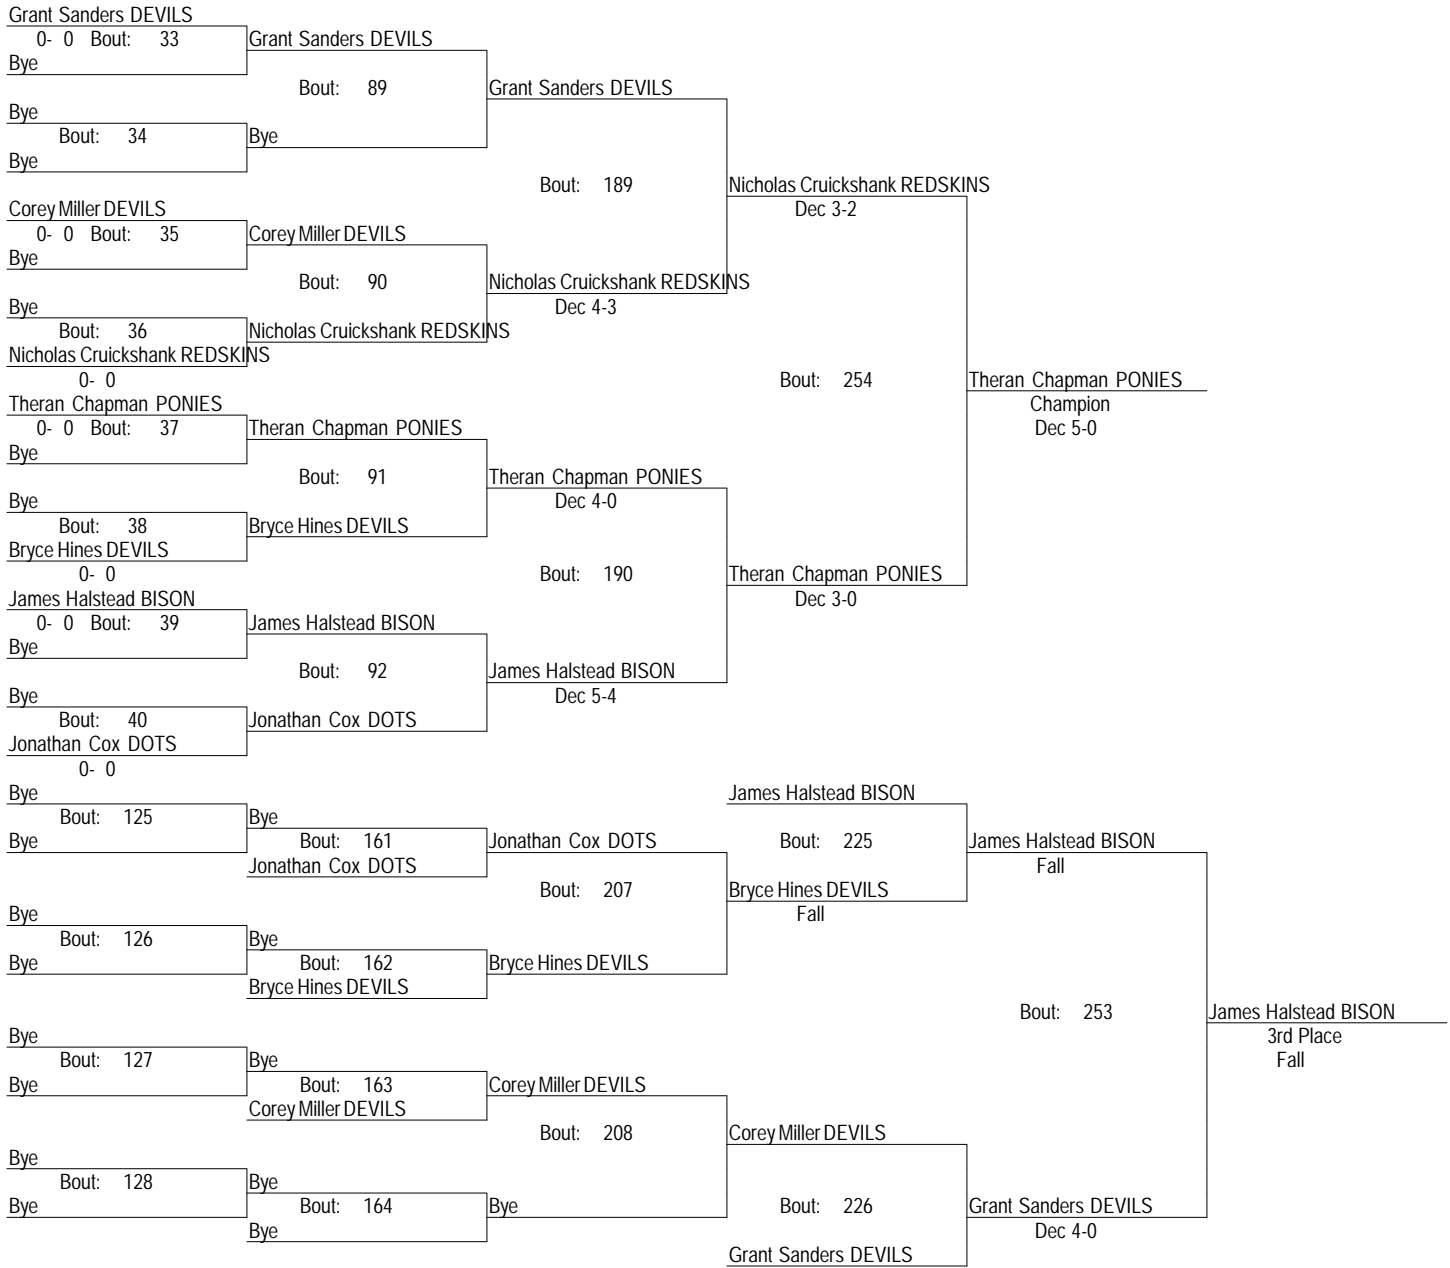 Grant Sanders DEVILS
0- 0 Bout: 33 Grant Sanders DEVILS
Bye
Bout: 89 Grant Sanders DEVILS
Bye
Bout: 34 Bye
Bye
Bout: 189 Nicholas Cruickshank REDSKINS
Corey Miller DEVILS Dec 3-2
0- 0 Bout: 35 Corey Miller DEVILS
Bye
Bout: 90 Nicholas Cruickshank REDSKINS
Bye Dec 4-3
Bout: 36 Nicholas Cruickshank REDSKINS
Nicholas Cruickshank REDSKINS
0- 0 Bout: 254 Theran Chapman PONIES
Theran Chapman PONIES Champion
0- 0 Bout: 37 Theran Chapman PONIES Dec 5-0
Bye
Bout: 91 Theran Chapman PONIES
Bye Dec 4-0
Bout: 38 Bryce Hines DEVILS
Bryce Hines DEVILS
0- 0 Bout: 190 Theran Chapman PONIES
James Halstead BISON Dec 3-0
0- 0 Bout: 39 James Halstead BISON
Bye
Bout: 92 James Halstead BISON
Bye Dec 5-4
Bout: 40 Jonathan Cox DOTS
Jonathan Cox DOTS
0- 0
Bye James Halstead BISON
Bout: 125 Bye
Bye Bout: 161 Jonathan Cox DOTS Bout: 225 James Halstead BISON
Jonathan Cox DOTS Fall
Bout: 207 Bryce Hines DEVILS
Bye Fall
Bout: 126 Bye
Bye Bout: 162 Bryce Hines DEVILS
Bryce Hines DEVILS
Bout: 253 James Halstead BISON
Bye 3rd Place
Bout: 127 Bye Fall
Bye Bout: 163 Corey Miller DEVILS
Corey Miller DEVILS
Bout: 208 Corey Miller DEVILS
Bye
Bout: 128 Bye
Bye Bout: 164 Bye Bout: 226 Grant Sanders DEVILS
Bye Dec 4-0
Grant Sanders DEVILS